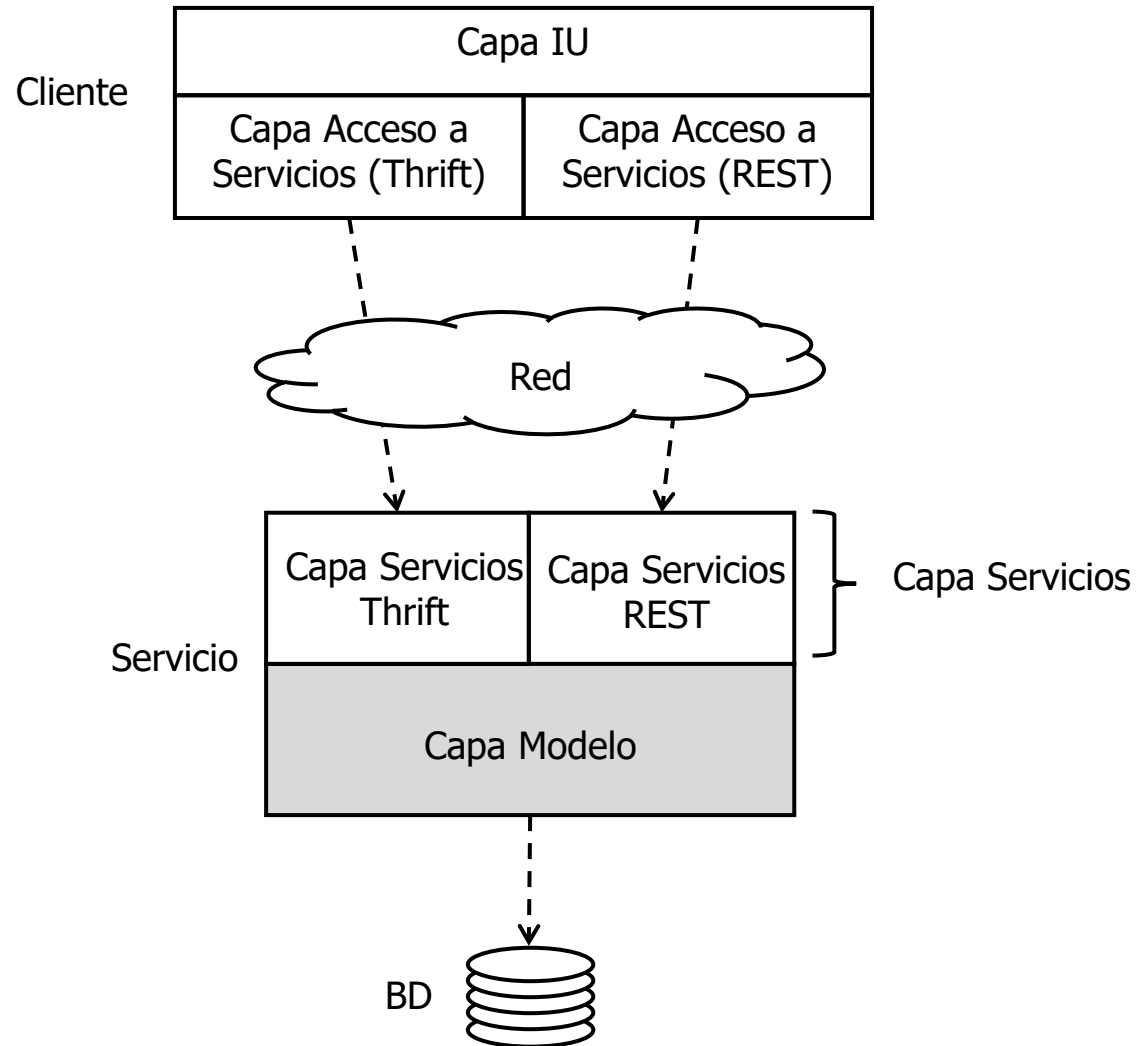 Capa IU
Cliente
Capa Acceso a
Servicios (Thrift)
Capa Acceso a
Servicios (REST)
Red
Capa Servicios
Thrift
Capa Servicios
REST
Capa Servicios
Servicio
Capa Modelo
BD